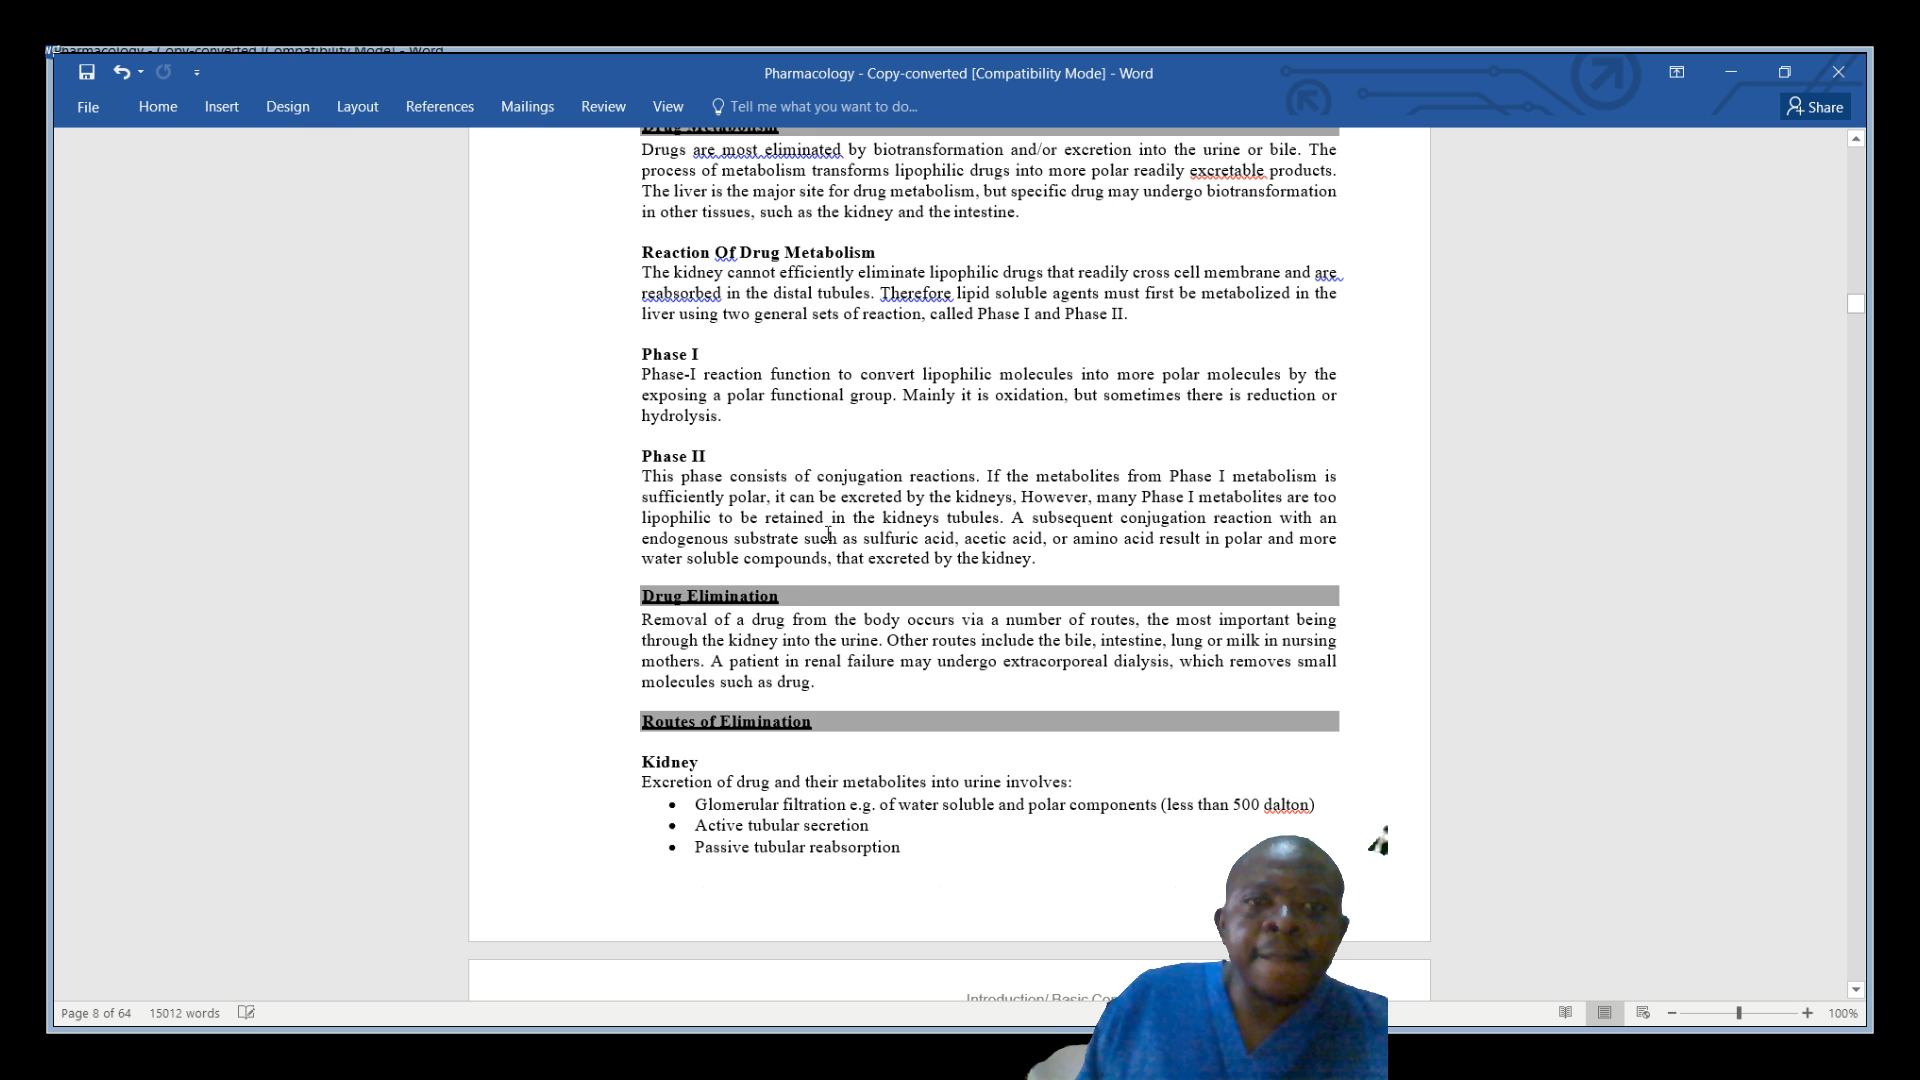 Pharmacology - Copy-converted [Compatibility Mode] - Word
Pharmacology - Copy-converted [Compatibility Mode] - Word
File Home Insert Design Layout References Mailings Review View Tell me what you want to do... Share
Drug Metabolism
Drugs are most eliminated by biotransformation and/or excretion into the urine or bile. The
process of metabolism transforms lipophilic drugs into more polar readily excretable products.
The liver is the major site for drug metabolism, but specific drug may undergo biotransformation
in other tissues, such as the kidney and the intestine.
Reaction Of Drug Metabolism
The kidney cannot efficiently eliminate lipophilic drugs that readily cross cell membrane and are
reabsorbed in the distal tubules. Therefore lipid soluble agents must first be metabolized in the
liver using two general sets of reaction, called Phase I and Phase II.
Phase I
Phase-I reaction function to convert lipophilic molecules into more polar molecules by the
exposing a polar functional group. Mainly it is oxidation, but sometimes there is reduction or
hydrolysis.
Phase II
This phase consists of conjugation reactions. If the metabolites from Phase I metabolism is
sufficiently polar, it can be excreted by the kidneys, However, many Phase I metabolites are too
lipophilic to be retained in the kidneys tubules. A subsequent conjugation reaction with an
endogenous substrate such as sulfuric acid, acetic acid, or amino acid result in polar and more
water soluble compounds, that excreted by the kidney.
Drug Elimination
Removal of a drug from the body occurs via a number of routes, the most important being
through the kidney into the urine. Other routes include the bile, intestine, lung or milk in nursing
mothers. A patient in renal failure may undergo extracorporeal dialysis, which removes small
molecules such as drug.
Routes of Elimination
Kidney
Excretion of drug and their metabolites into urine involves:
• Glomerular filtration e.g. of water soluble and polar components (less than 500 dalton)
• Active tubular secretion
• Passive tubular reabsorption
Introduction/ Basic
Page 8 of 64 15012 words 100%